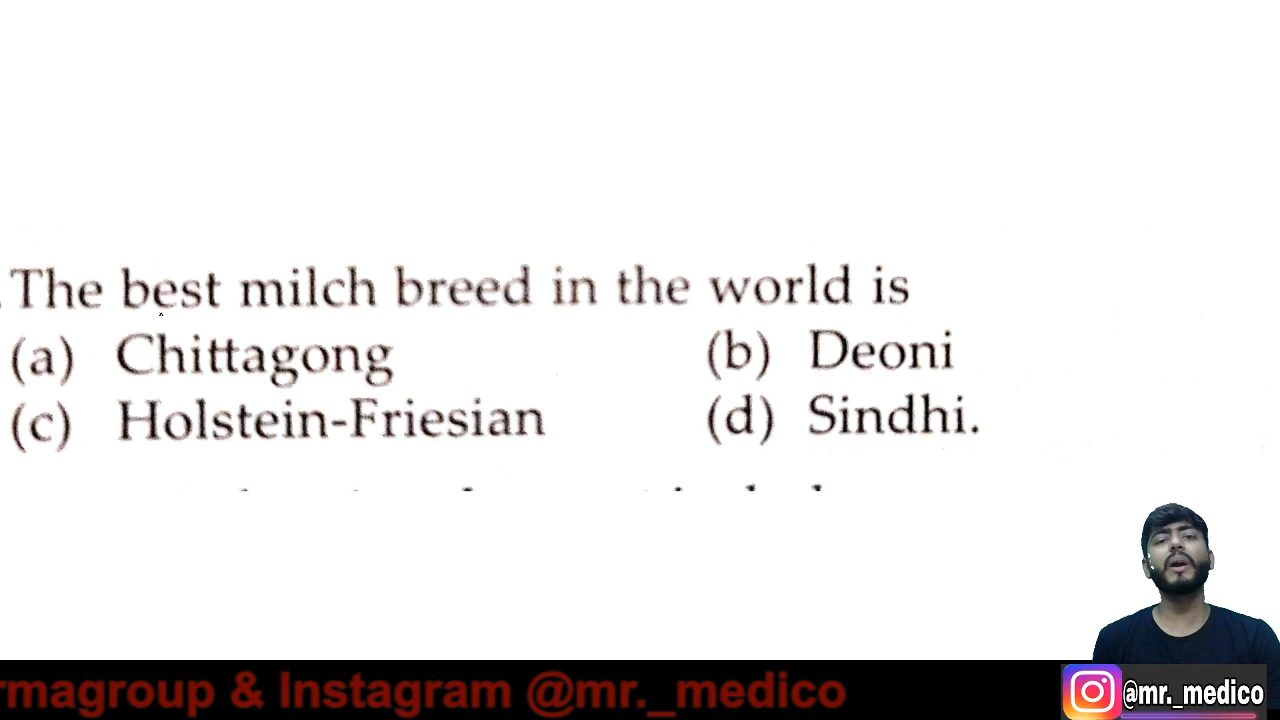 The best milch breed in the world is
(a) Chittagong (b) Deoni
(c) Holstein-Friesian (d) Sindhi.
rmagroup & Instagram @mr._medico
@mr._medico